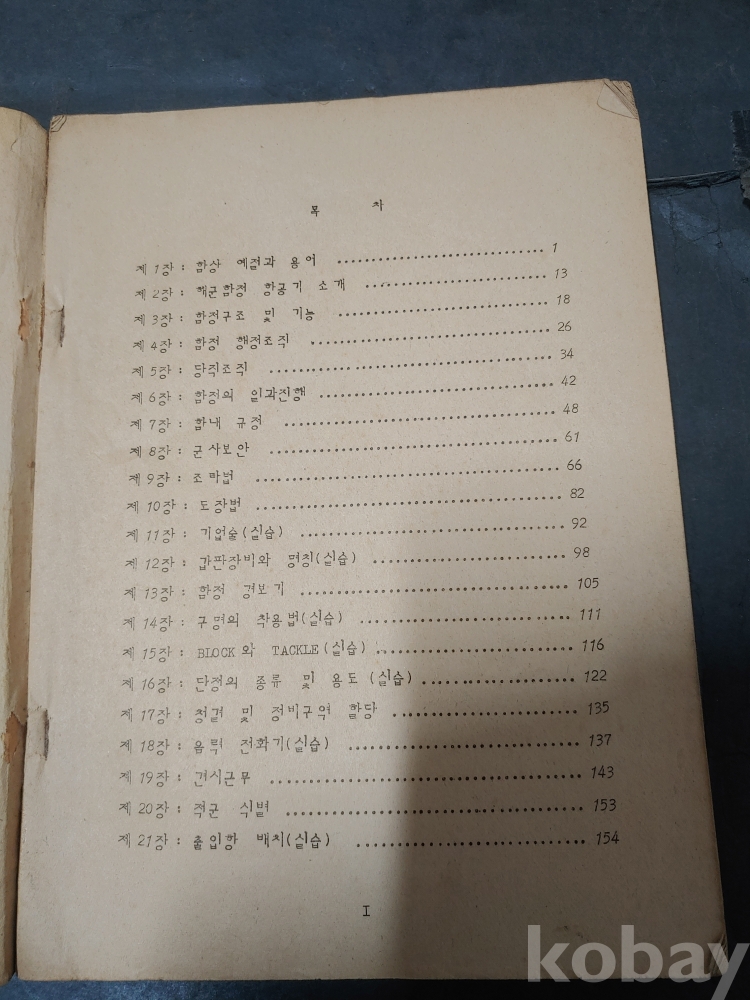 목 차
제 1장 : 함상 예절과 용어 ................................ 1
제 2장 : 해군함정 항공기 소개 ........................... 13
제 3장 : 함정구조 및 기능 ................................ 18
제 4장 : 함정 행정조직 ................................... 26
제 5장 : 당직조직 ........................................ 34
제 6장 : 함정의 일과진행 ................................ 42
제 7장 : 함내 규정 ....................................... 48
제 8장 : 군사보안 ........................................ 61
제 9장 : 조타법 .......................................... 66
제 10장 : 도장법 ......................................... 82
제 11장 : 기업술(실습) ................................... 92
제 12장 : 갑판장비와 명칭(실습) ......................... 98
제 13장 : 함정 경보기 .................................... 105
제 14장 : 구명의 착용법(실습) ........................... 111
제 15장 : BLOCK와 TACKLE(실습) ......................... 116
제 16장 : 단정의 종류 및 용도 (실습) .................... 122
제 17장 : 청결 및 정비구역 할당 ......................... 135
제 18장 : 음력 전화기(실습) .............................. 137
제 19장 : 견시근무 ....................................... 143
제 20장 : 적군 식별 ...................................... 153
제 21장 : 출입항 배치(실습) .............................. 154
I
kobay